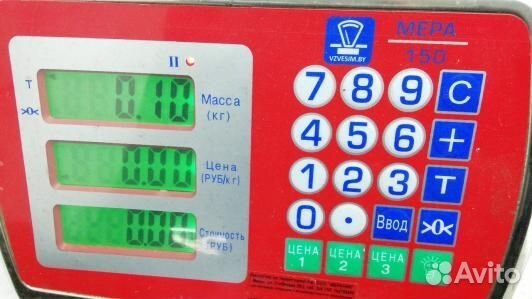 II
VZVESIM.BY
МЕРА
150
Т
>0<
0.10
Масса
(кг)
0.00
Цена
(РУБ/кг)
0.00
Стоимость
(РУБ)
7 8 9 C
4 5 6 +
1 2 3 T
0 . Ввод >0<
ЦЕНА 1
ЦЕНА 2
ЦЕНА 3
Avito